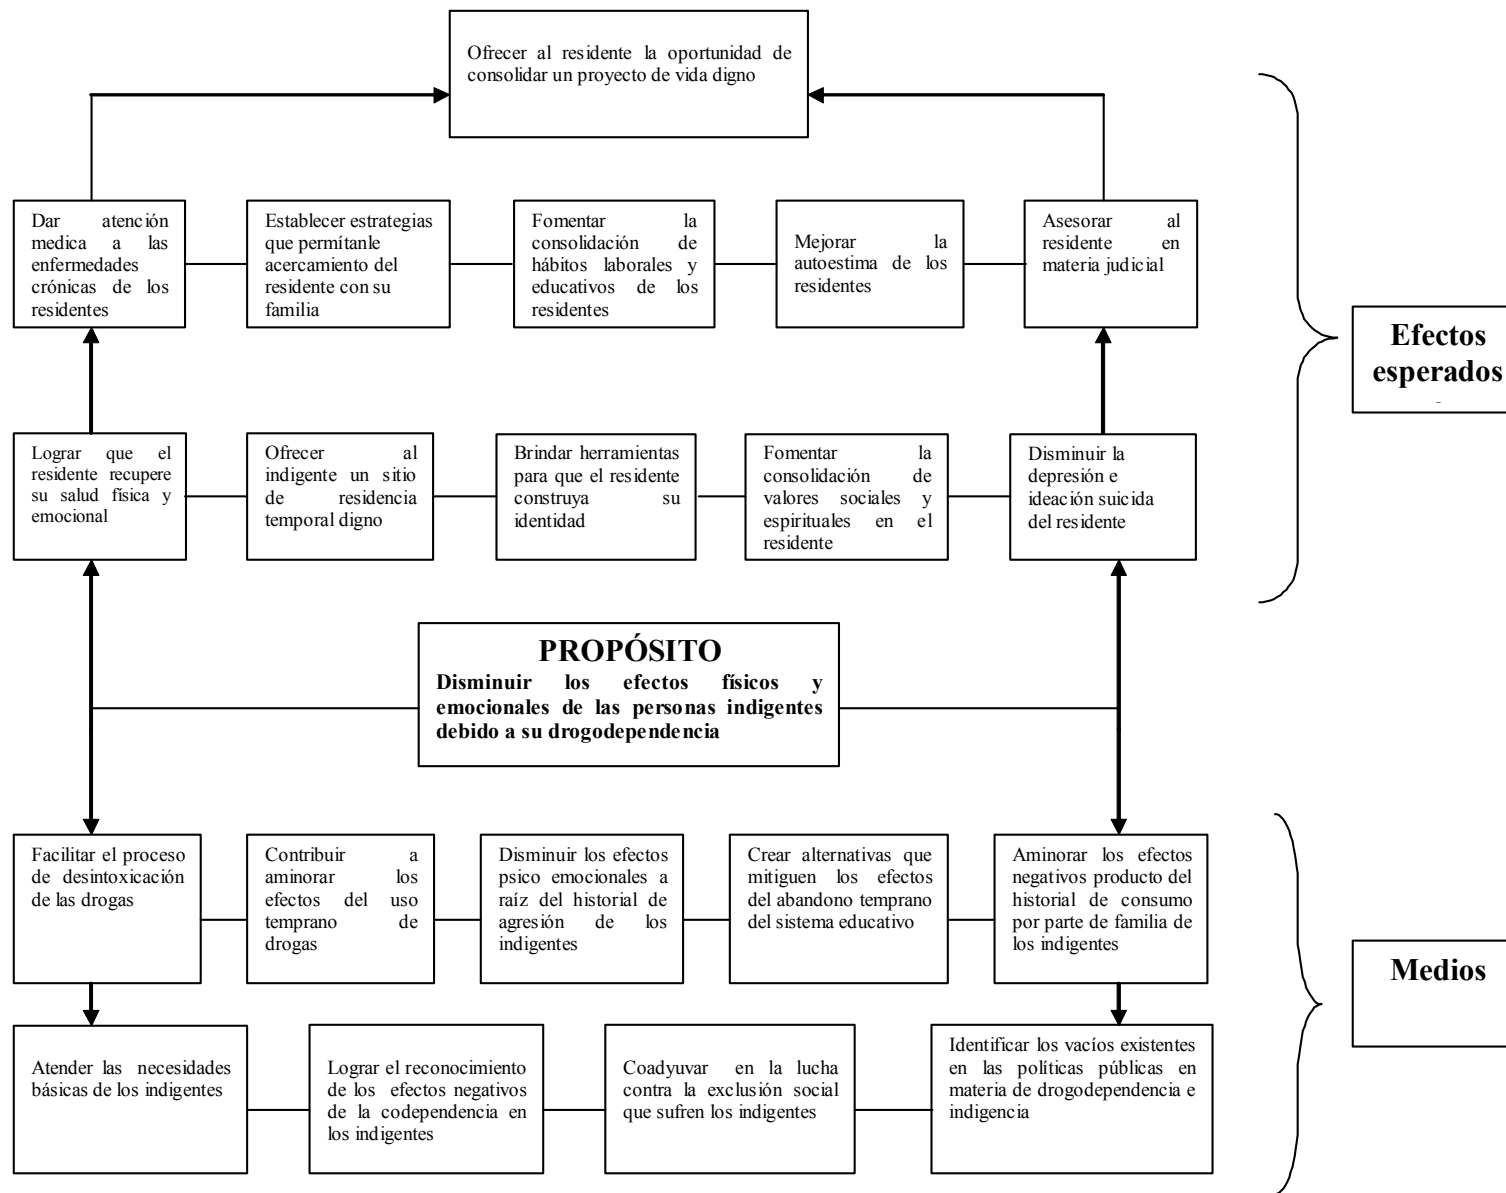 Ofrecer al residente la oportunidad de
consolidar un proyecto de vida digno
Dar atención
medica a las
enfermedades
crónicas de los
residentes
Establecer estrategias
que permítanle
acercamiento del
residente con su
familia
Fomentar la
consolidación de
hábitos laborales y
educativos de los
residentes
Mejorar la
autoestima de los
residentes
Asesorar al
residente en
materia judicial
Efectos
esperados
Lograr que el
residente recupere
su salud física y
emocional
Ofrecer al
indigente un sitio
de residencia
temporal digno
Brindar herramientas
para que el residente
construya su
identidad
Fomentar la
consolidación de
valores sociales y
espirituales en el
residente
Disminuir la
depresión e
ideación suicida
del residente
PROPÓSITO
Disminuir los efectos físicos y
emocionales de las personas indigentes
debido a su drogodependencia
Facilitar el proceso
de desintoxicación
de las drogas
Contribuir a
aminorar los
efectos del uso
temprano de
drogas
Disminuir los efectos
psico emocionales a
raíz del historial de
agresión de los
indigentes
Crear alternativas que
mitiguen los efectos
del abandono temprano
del sistema educativo
Aminorar los efectos
negativos producto del
historial de consumo
por parte de familia de
los indigentes
Medios
Atender las necesidades
básicas de los indigentes
Lograr el reconocimiento
de los efectos negativos
de la codependencia en
los indigentes
Coadyuvar en la lucha
contra la exclusión social
que sufren los indigentes
Identificar los vacíos existentes
en las políticas públicas en
materia de drogodependencia e
indigencia